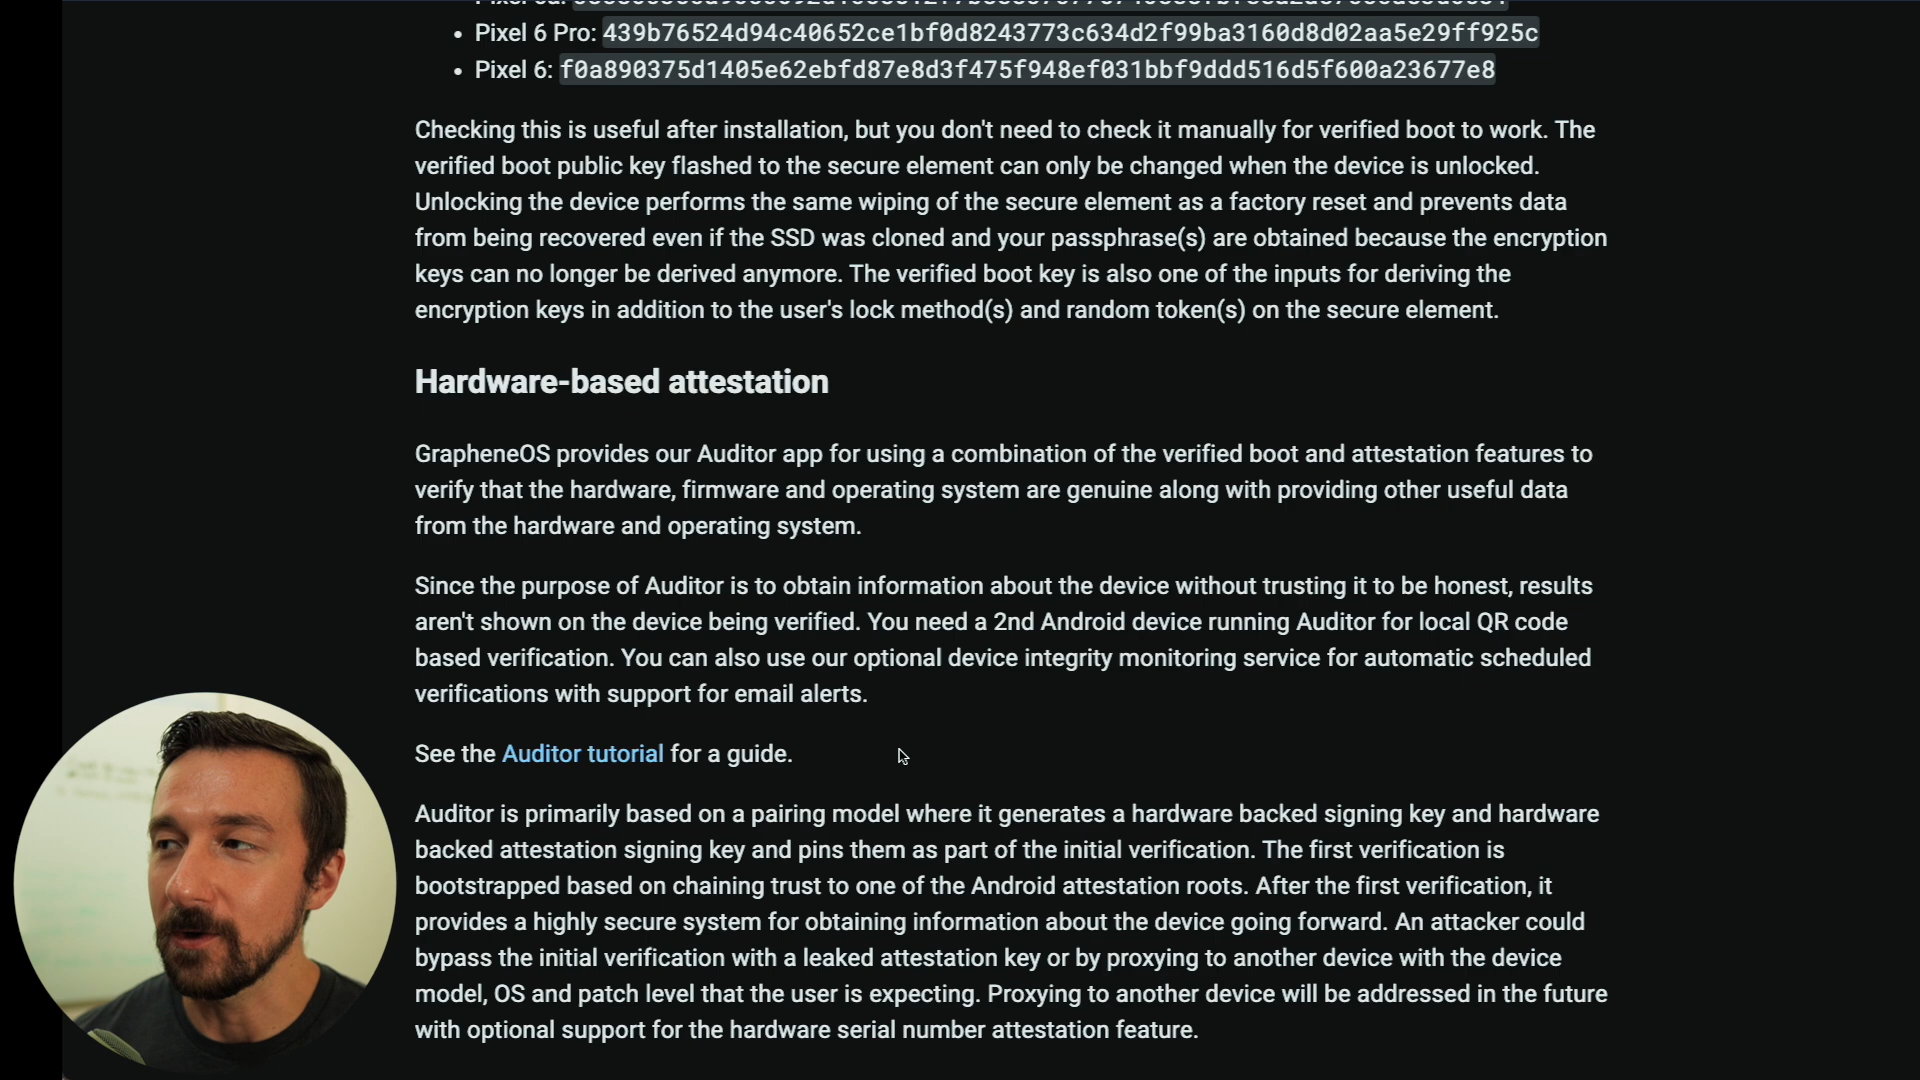 Pixel 6 Pro: 439b76524d94c40652ce1bf0d8243773c634d2f99ba3160d8d02aa5e29ff925c
Pixel 6: f0a890375d1405e62ebfd87e8d3f475f948ef031bbf9ddd516d5f600a23677e8
Checking this is useful after installation, but you don't need to check it manually for verified boot to work. The
verified boot public key flashed to the secure element can only be changed when the device is unlocked.
Unlocking the device performs the same wiping of the secure element as a factory reset and prevents data
from being recovered even if the SSD was cloned and your passphrase(s) are obtained because the encryption
keys can no longer be derived anymore. The verified boot key is also one of the inputs for deriving the
encryption keys in addition to the user's lock method(s) and random token(s) on the secure element.
Hardware-based attestation
GrapheneOS provides our Auditor app for using a combination of the verified boot and attestation features to
verify that the hardware, firmware and operating system are genuine along with providing other useful data
from the hardware and operating system.
Since the purpose of Auditor is to obtain information about the device without trusting it to be honest, results
aren't shown on the device being verified. You need a 2nd Android device running Auditor for local QR code
based verification. You can also use our optional device integrity monitoring service for automatic scheduled
verifications with support for email alerts.
See the Auditor tutorial for a guide.
Auditor is primarily based on a pairing model where it generates a hardware backed signing key and hardware
backed attestation signing key and pins them as part of the initial verification. The first verification is
bootstrapped based on chaining trust to one of the Android attestation roots. After the first verification, it
provides a highly secure system for obtaining information about the device going forward. An attacker could
bypass the initial verification with a leaked attestation key or by proxying to another device with the device
model, OS and patch level that the user is expecting. Proxying to another device will be addressed in the future
with optional support for the hardware serial number attestation feature.